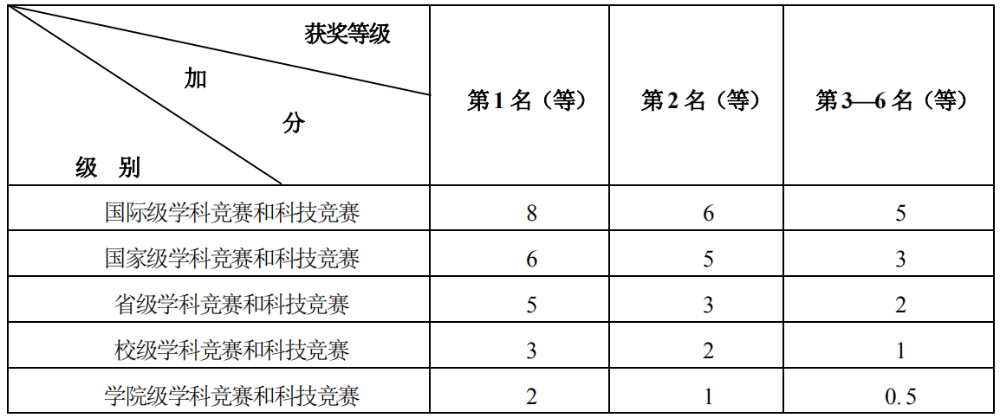 获奖等级
加
分
级 别
第1名（等） 第2名（等） 第3—6名（等）
国际级学科竞赛和科技竞赛 8 6 5
国家级学科竞赛和科技竞赛 6 5 3
省级学科竞赛和科技竞赛 5 3 2
校级学科竞赛和科技竞赛 3 2 1
学院级学科竞赛和科技竞赛 2 1 0.5